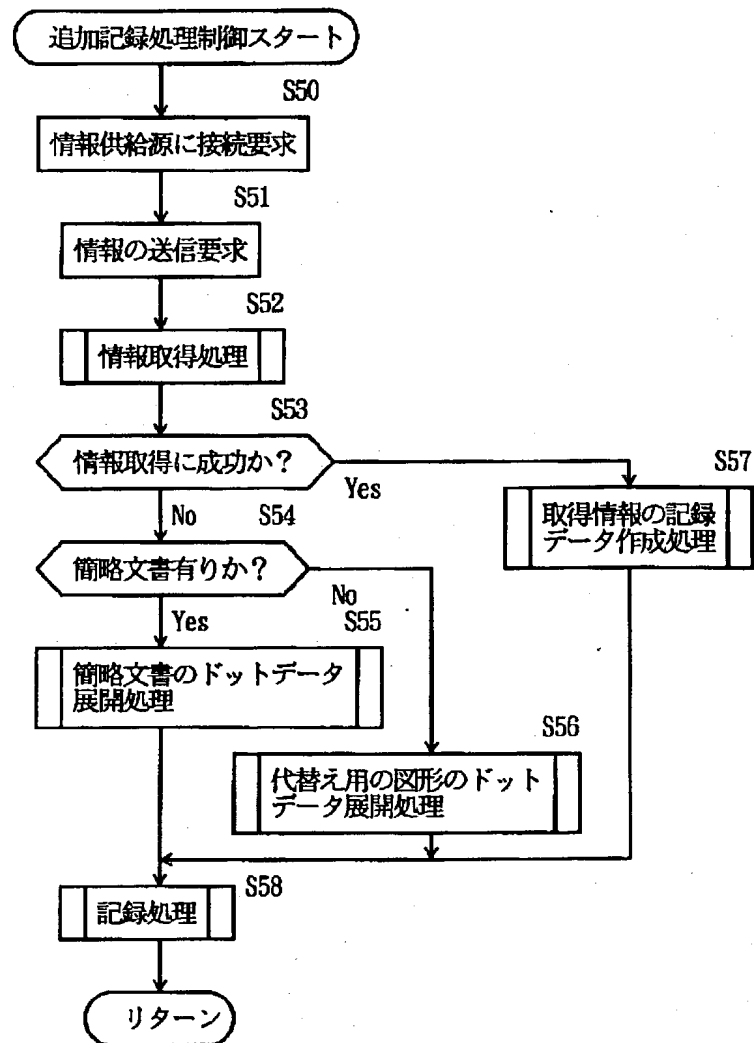 追加記録処理制御スタート
S50
情報供給源に接続要求
S51
情報の送信要求
S52
情報取得処理
S53
情報取得に成功か？
Yes
S57
取得情報の記録
データ作成処理
No
S54
簡略文書有りか？
No
Yes
S55
簡略文書のドットデータ
展開処理
S56
代替え用の図形のドット
データ展開処理
S58
記録処理
リターン